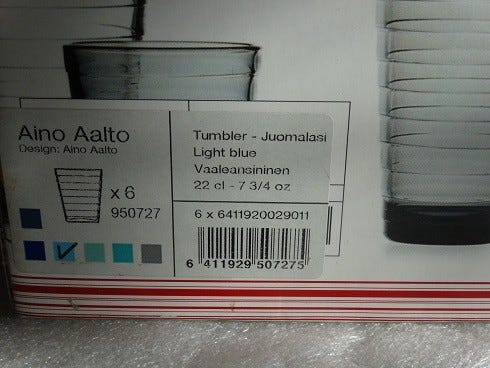 Aino Aalto
Design: Aino Aalto
x 6
950727
Tumbler - Juomalasi
Light blue
Vaaleansininen
22 cl - 7 3/4 oz
6 x 6411920029011
6 411929 507275